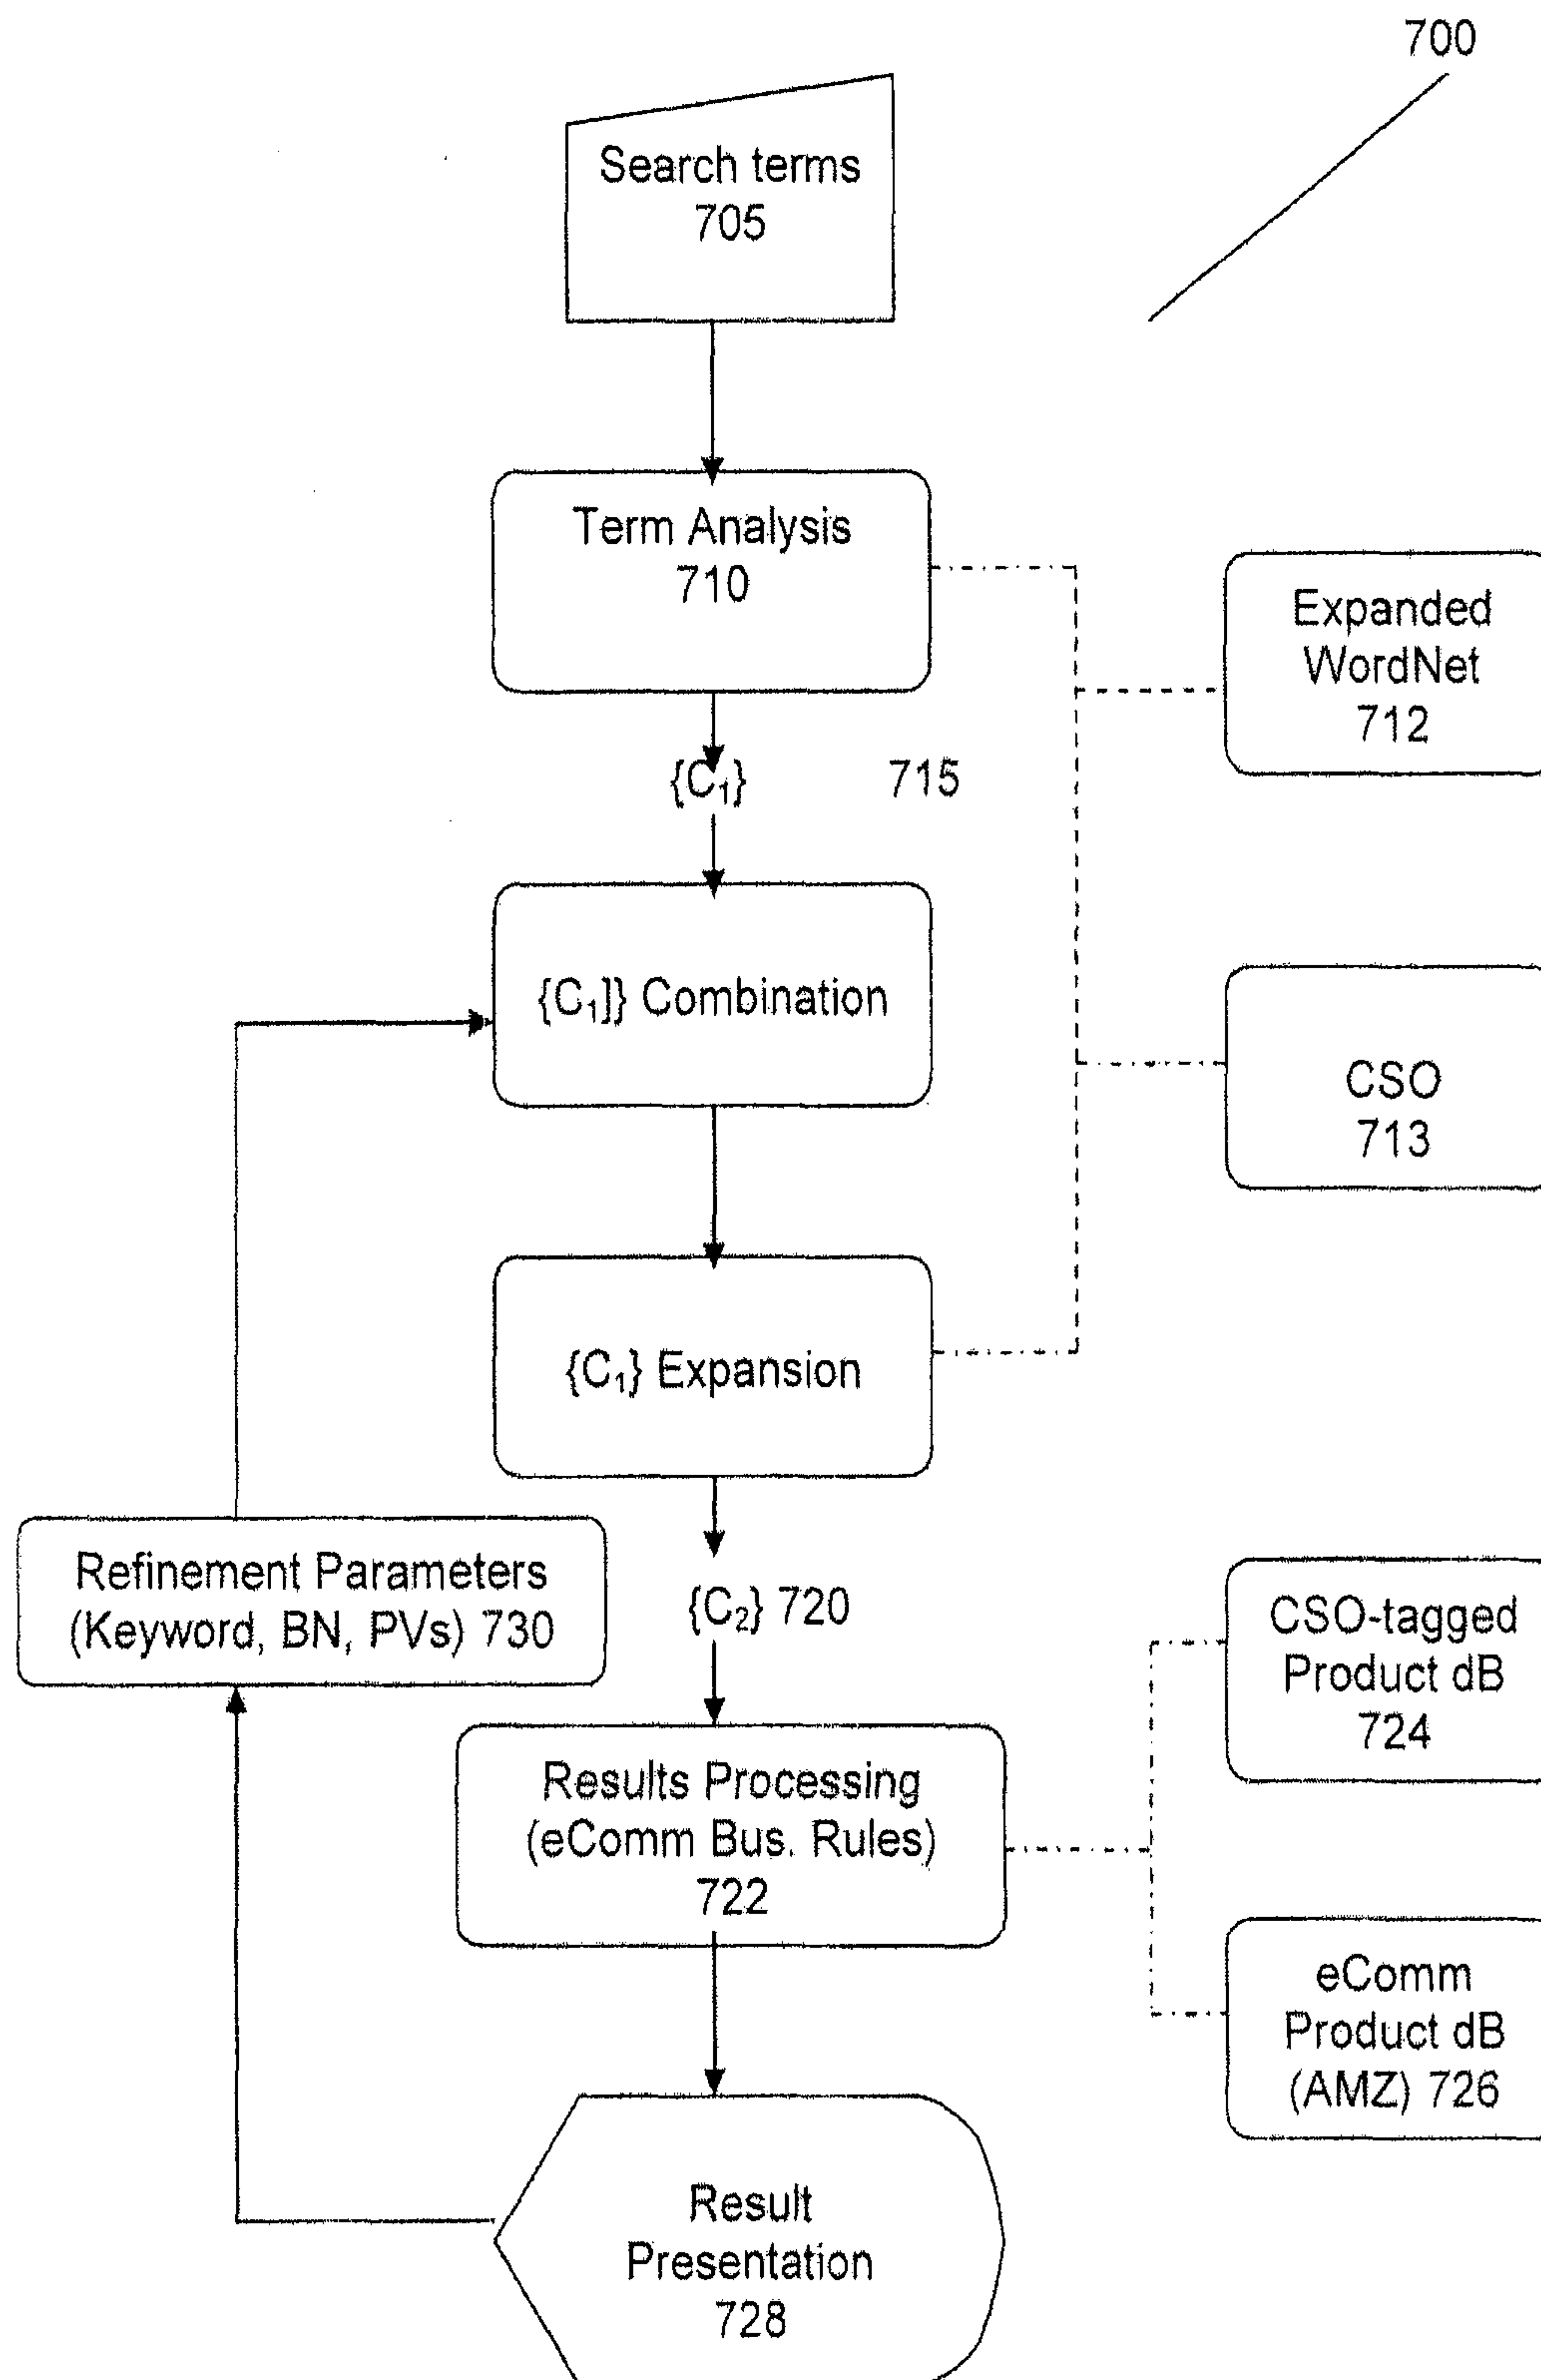 700
Search terms
705
Term Analysis
710
Expanded
WordNet
712
{C₁} 715
{C₁]} Combination
CSO
713
{C₁} Expansion
Refinement Parameters
(Keyword, BN, PVs) 730
{C₂} 720
CSO-tagged
Product dB
724
Results Processing
(eComm Bus. Rules)
722
eComm
Product dB
(AMZ) 726
Result
Presentation
728